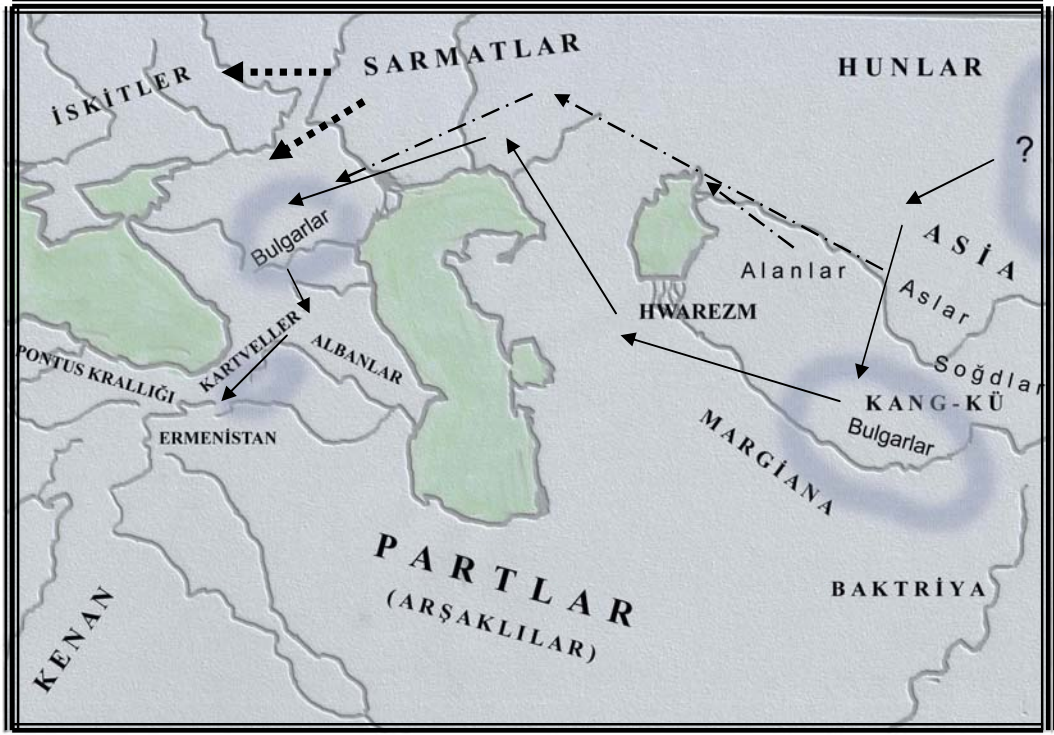 SARMATLAR
İSKİTLER
HUNLAR
?
ASİA
Bulgarlar
Alanlar
Aslar
HWAREZM
Soğdlar
KARTVELLER
ALBANLAR
PONTUS KRALLIĞI
KANG-KÜ
Bulgarlar
MARGİANA
ERMENİSTAN
PARTLAR
(ARŞAKLILAR)
BAKTRİYA
KENAN